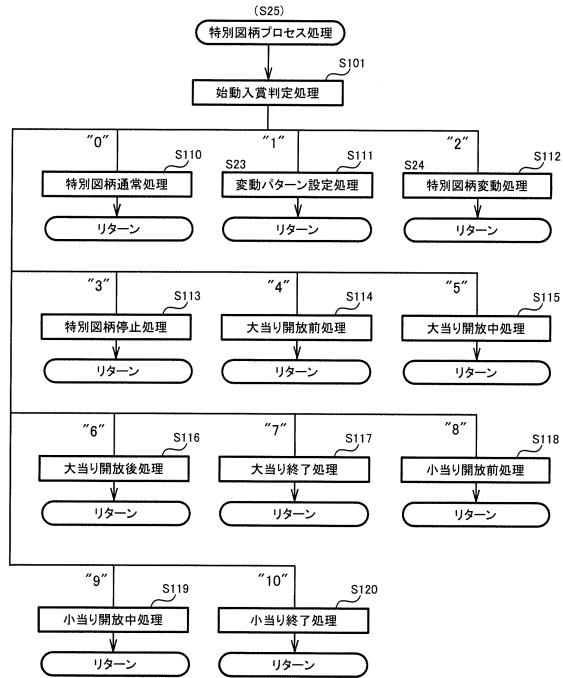 (S25)
特別図柄プロセス処理
S101
始動入賞判定処理
"0"
"1"
"2"
S110
S23
S111
S24
S112
特別図柄通常処理
変動パターン設定処理
特別図柄変動処理
リターン
リターン
リターン
"3"
"4"
"5"
S113
S114
S115
特別図柄停止処理
大当り開放前処理
大当り開放中処理
リターン
リターン
リターン
"6"
"7"
"8"
S116
S117
S118
大当り開放後処理
大当り終了処理
小当り開放前処理
リターン
リターン
リターン
"9"
"10"
S119
S120
小当り開放中処理
小当り終了処理
リターン
リターン